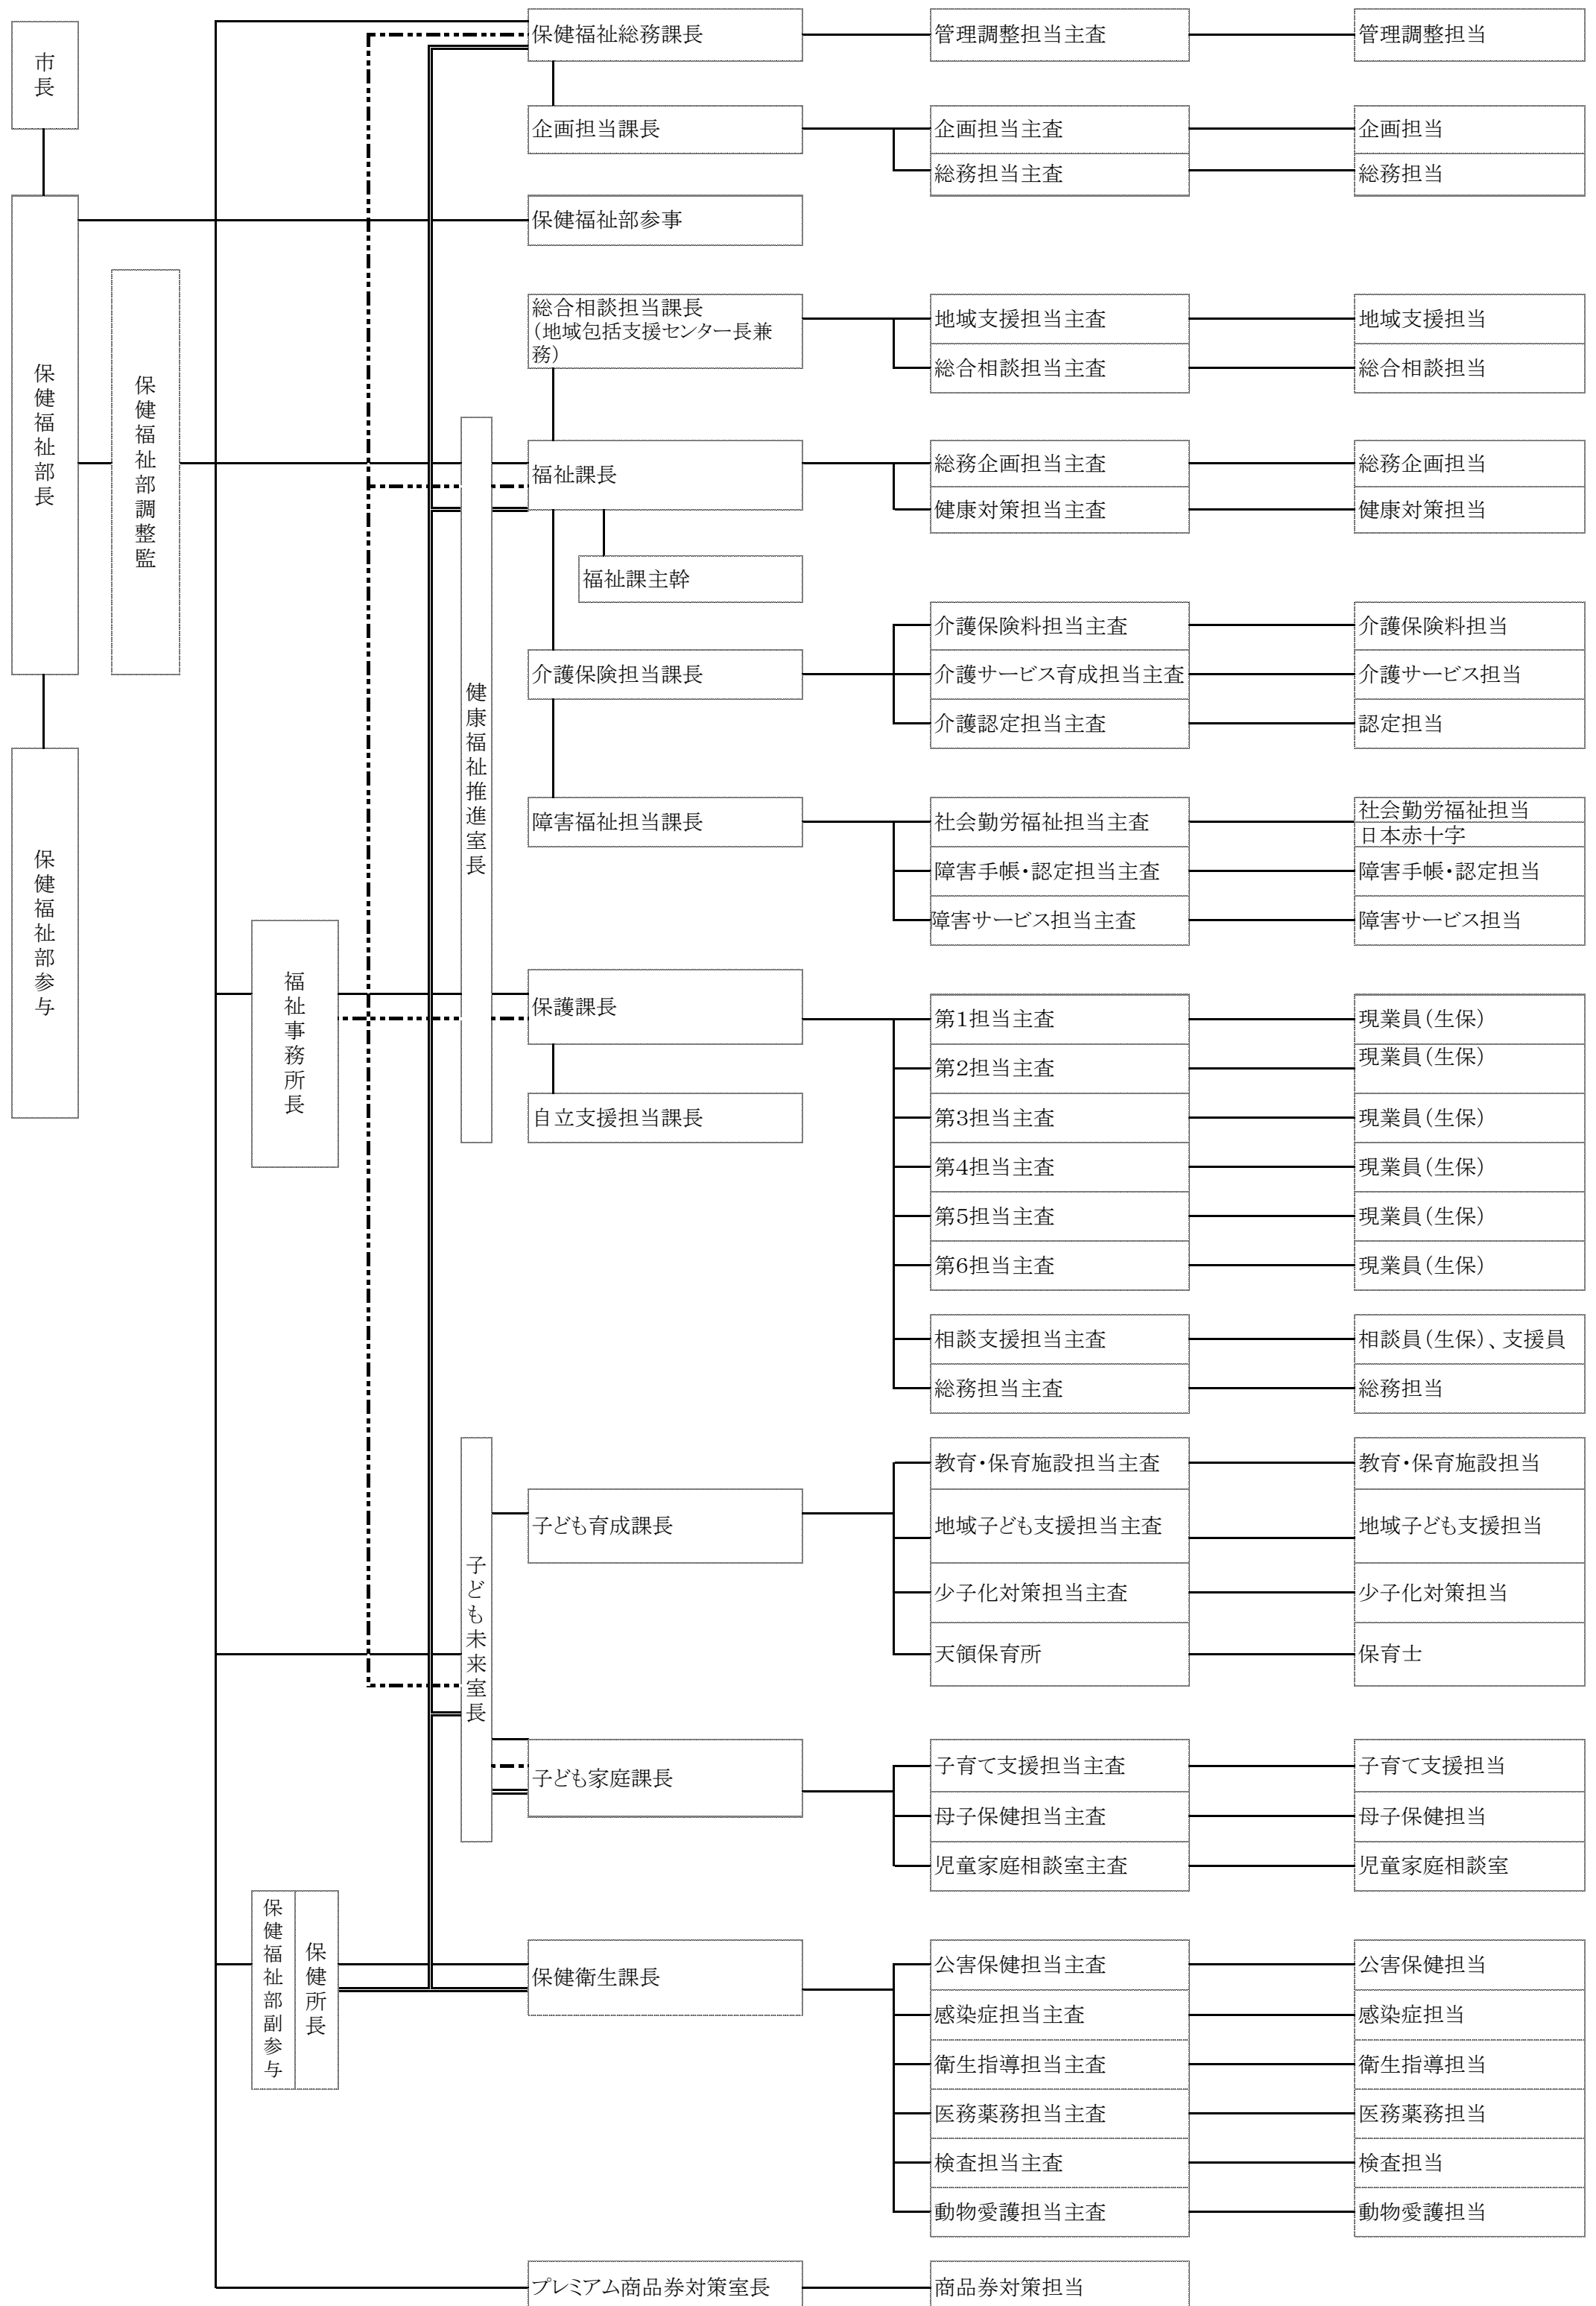 市長
保健福祉部長
保健福祉部調整監
保健福祉部参与
福祉事務所長
保健福祉部副参与
保健所長
健康福祉推進室長
子ども未来室長
保健福祉総務課長
管理調整担当主査
管理調整担当
企画担当課長
企画担当主査
企画担当
総務担当主査
総務担当
保健福祉部参事
総合相談担当課長
（地域包括支援センター長兼
務）
地域支援担当主査
地域支援担当
総合相談担当主査
総合相談担当
福祉課長
総務企画担当主査
総務企画担当
健康対策担当主査
健康対策担当
福祉課主幹
介護保険担当課長
介護保険料担当主査
介護保険料担当
介護サービス育成担当主査
介護サービス担当
介護認定担当主査
認定担当
障害福祉担当課長
社会勤労福祉担当主査
社会勤労福祉担当
日本赤十字
障害手帳・認定担当主査
障害手帳・認定担当
障害サービス担当主査
障害サービス担当
保護課長
自立支援担当課長
第1担当主査
現業員（生保）
第2担当主査
現業員（生保）
第3担当主査
現業員（生保）
第4担当主査
現業員（生保）
第5担当主査
現業員（生保）
第6担当主査
現業員（生保）
相談支援担当主査
相談員（生保）、支援員
総務担当主査
総務担当
子ども育成課長
教育・保育施設担当主査
教育・保育施設担当
地域子ども支援担当主査
地域子ども支援担当
少子化対策担当主査
少子化対策担当
天領保育所
保育士
子ども家庭課長
子育て支援担当主査
子育て支援担当
母子保健担当主査
母子保健担当
児童家庭相談室主査
児童家庭相談室
保健衛生課長
公害保健担当主査
公害保健担当
感染症担当主査
感染症担当
衛生指導担当主査
衛生指導担当
医務薬務担当主査
医務薬務担当
検査担当主査
検査担当
動物愛護担当主査
動物愛護担当
プレミアム商品券対策室長
商品券対策担当